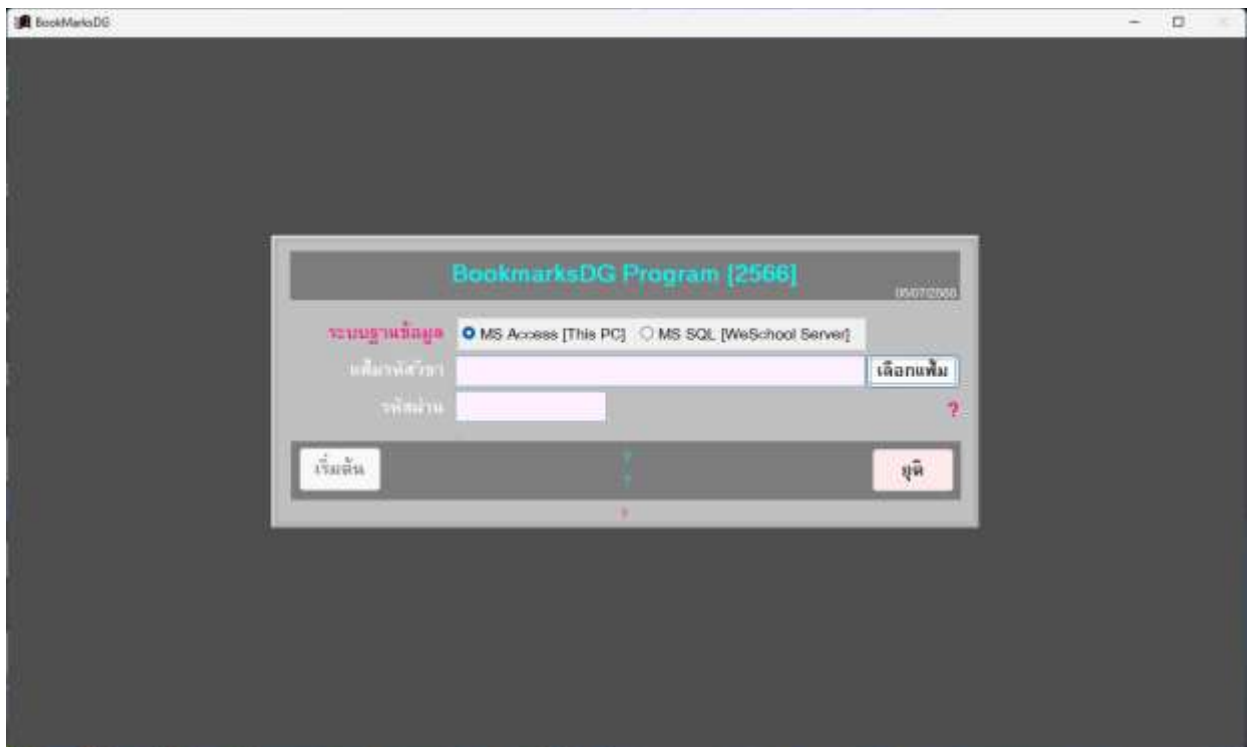 BookMarksDG
BookmarksDG Program [2566]
ระบบฐานข้อมูล MS Access [This PC] MS SQL [WeSchool Server]
แฟ้มรหัสวิชา เลือกแฟ้ม
รหัสผ่าน ?
เริ่มต้น ยุติ